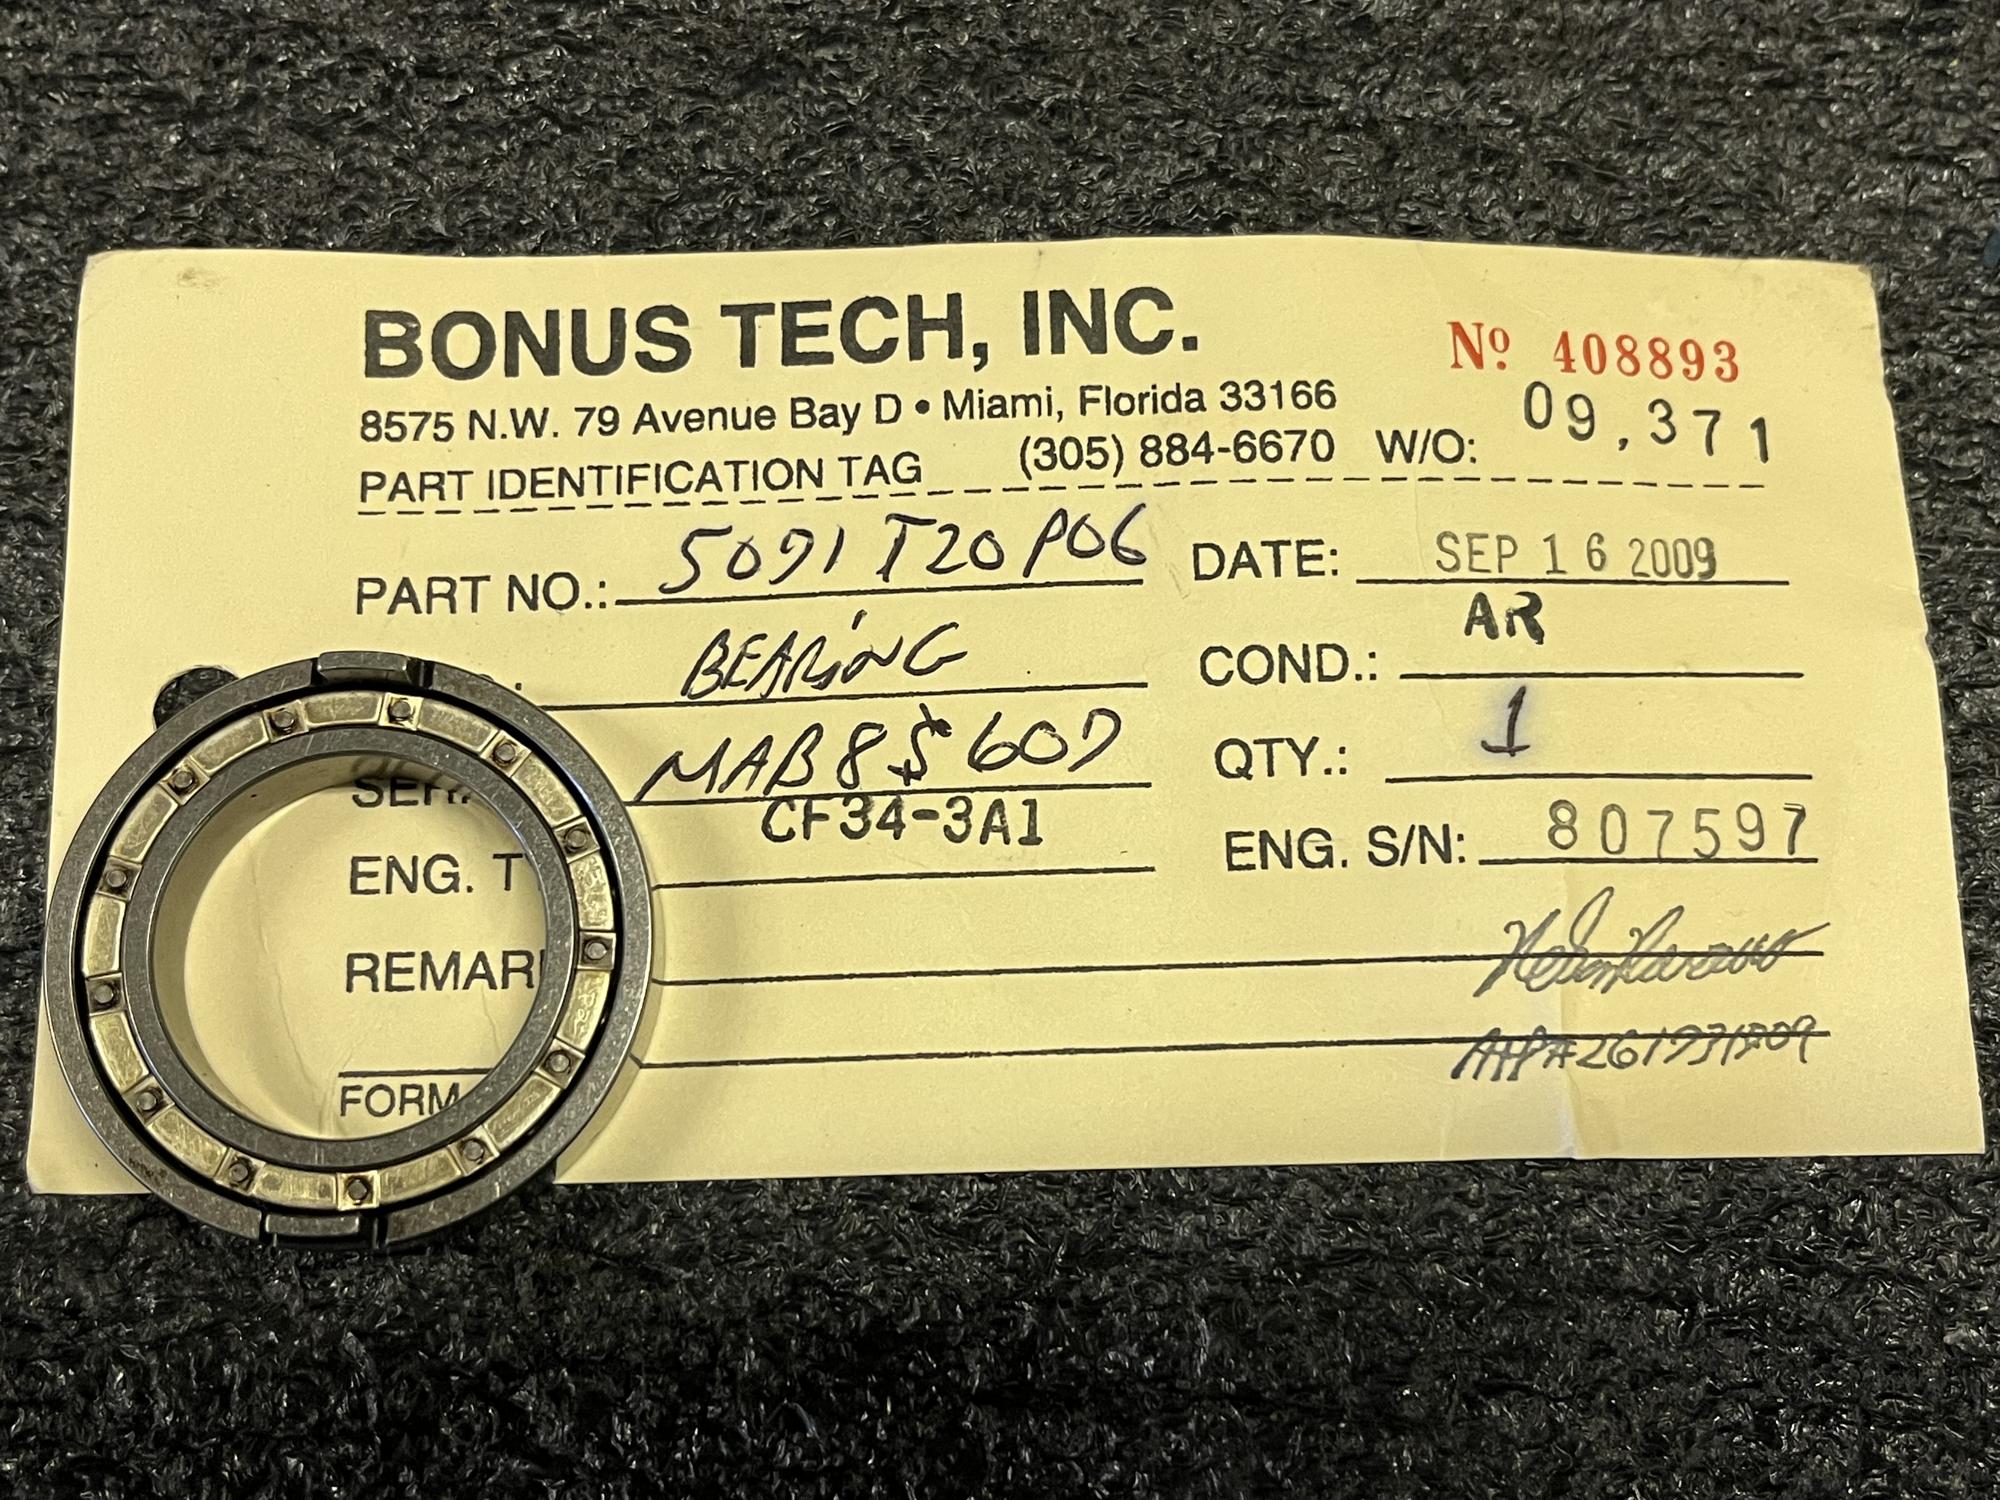 BONUS TECH, INC.
Nº 408893
8575 N.W. 79 Avenue Bay D • Miami, Florida 33166
PART IDENTIFICATION TAG (305) 884-6670 W/O: 09,371
PART NO.: 5091T20P06 DATE: SEP 16 2009
BEARING COND.: AR
MAB8 609 QTY.: 1
ENG. T CF34-3A1 ENG. S/N: 807597
REMAR
FORM